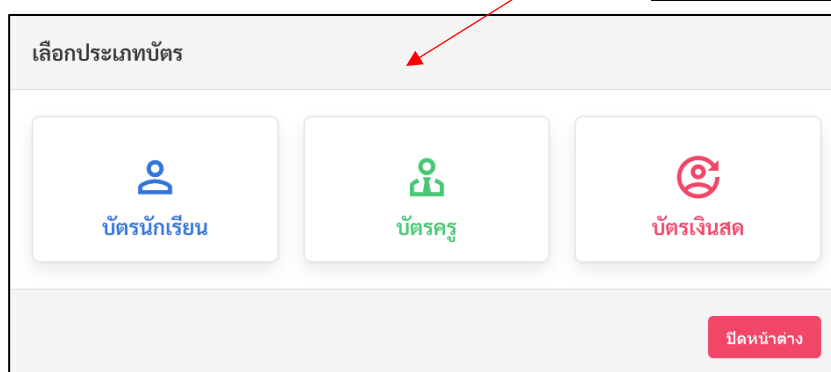 เลือกประเภทบัตร
บัตรนักเรียน
บัตรครู
บัตรเงินสด
ปิดหน้าต่าง